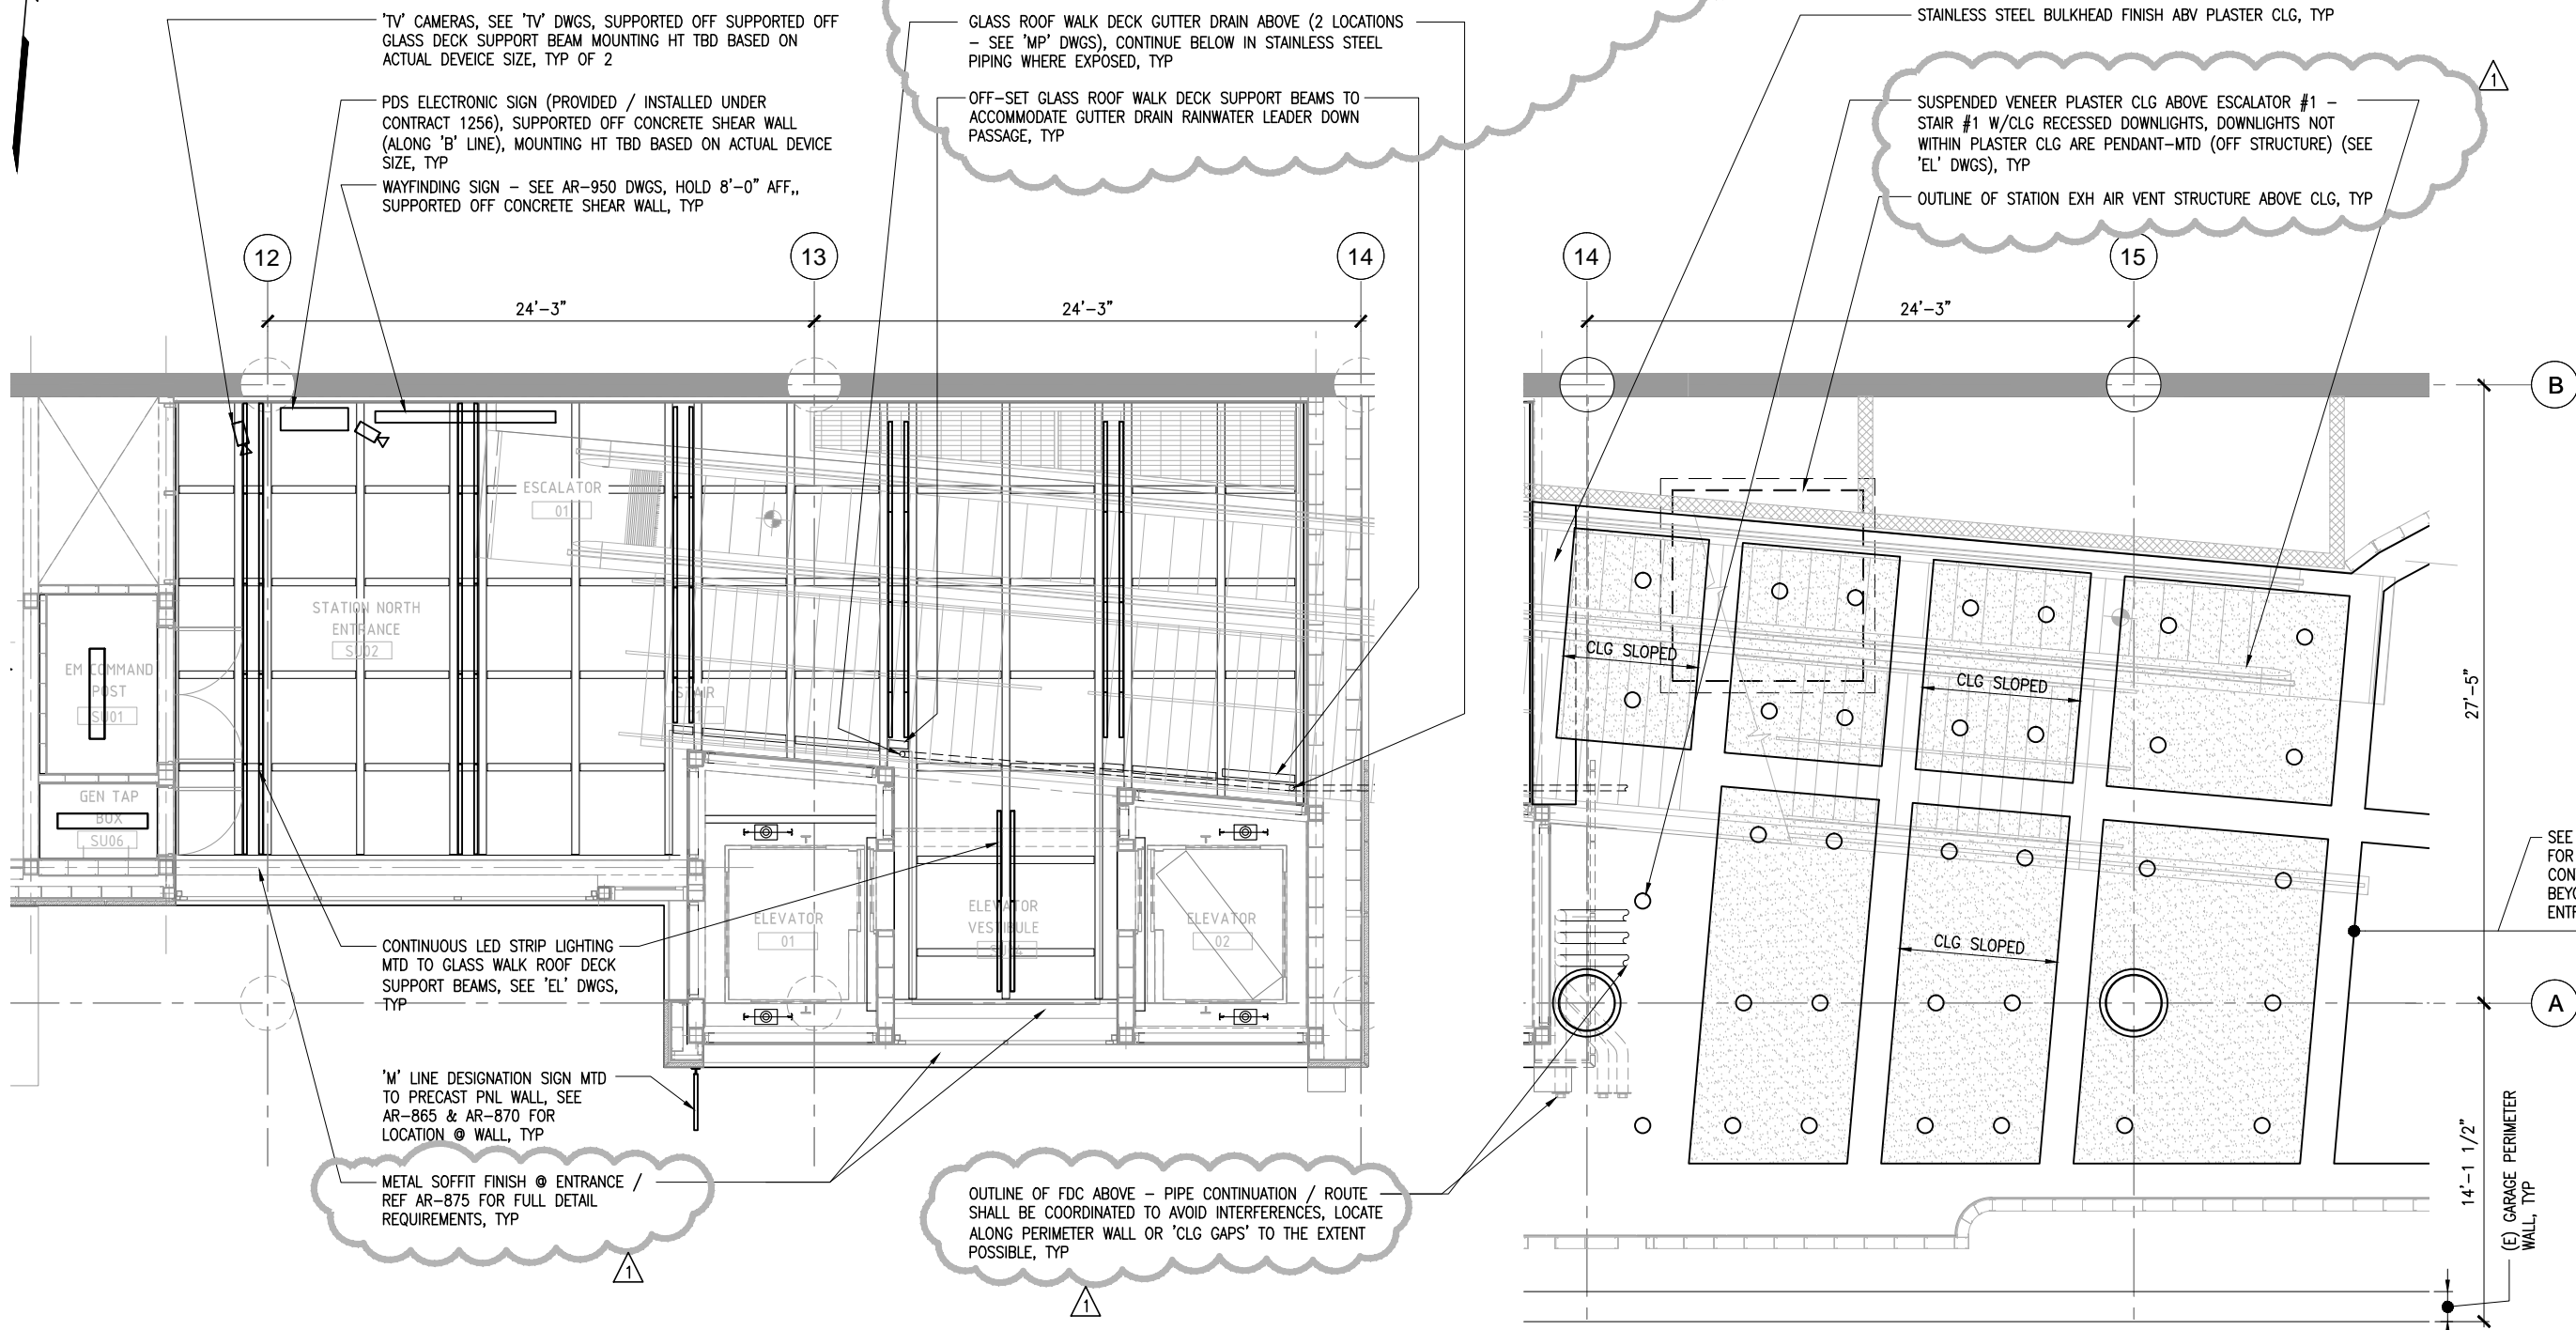 'TV' CAMERAS, SEE 'TV' DWGS, SUPPORTED OFF SUPPORTED OFF
GLASS DECK SUPPORT BEAM MOUNTING HT TBD BASED ON
ACTUAL DEVEICE SIZE, TYP OF 2
PDS ELECTRONIC SIGN (PROVIDED / INSTALLED UNDER
CONTRACT 1256), SUPPORTED OFF CONCRETE SHEAR WALL
(ALONG 'B' LINE), MOUNTING HT TBD BASED ON ACTUAL DEVICE
SIZE, TYP
WAYFINDING SIGN – SEE AR–950 DWGS, HOLD 8'–0" AFF,,
SUPPORTED OFF CONCRETE SHEAR WALL, TYP
GLASS ROOF WALK DECK GUTTER DRAIN ABOVE (2 LOCATIONS
– SEE 'MP' DWGS), CONTINUE BELOW IN STAINLESS STEEL
PIPING WHERE EXPOSED, TYP
OFF–SET GLASS ROOF WALK DECK SUPPORT BEAMS TO
ACCOMMODATE GUTTER DRAIN RAINWATER LEADER DOWN
PASSAGE, TYP
STAINLESS STEEL BULKHEAD FINISH ABV PLASTER CLG, TYP
1
SUSPENDED VENEER PLASTER CLG ABOVE ESCALATOR #1 –
STAIR #1 W/CLG RECESSED DOWNLIGHTS, DOWNLIGHTS NOT
WITHIN PLASTER CLG ARE PENDANT–MTD (OFF STRUCTURE) (SEE
'EL' DWGS), TYP
OUTLINE OF STATION EXH AIR VENT STRUCTURE ABOVE CLG, TYP
12
13
14
14
15
24'–3"
24'–3"
24'–3"
B
ESCALATOR
01
STATION NORTH
ENTRANCE
SU02
EM COMMAND
POST
SU01
STAIR
GEN TAP
BOX
SU06
CLG SLOPED
CLG SLOPED
CLG SLOPED
27'–5"
ELEVATOR
01
ELEVATOR
VESTIBULE
ELEVATOR
02
SEE
FOR
CON
BEYO
ENTR
A
CONTINUOUS LED STRIP LIGHTING
MTD TO GLASS WALK ROOF DECK
SUPPORT BEAMS, SEE 'EL' DWGS,
TYP
'M' LINE DESIGNATION SIGN MTD
TO PRECAST PNL WALL, SEE
AR–865 & AR–870 FOR
LOCATION @ WALL, TYP
METAL SOFFIT FINISH @ ENTRANCE /
REF AR–875 FOR FULL DETAIL
REQUIREMENTS, TYP
1
OUTLINE OF FDC ABOVE – PIPE CONTINUATION / ROUTE
SHALL BE COORDINATED TO AVOID INTERFERENCES, LOCATE
ALONG PERIMETER WALL OR 'CLG GAPS' TO THE EXTENT
POSSIBLE, TYP
1
14'–1 1/2"
(E) GARAGE PERIMETER
WALL, TYP